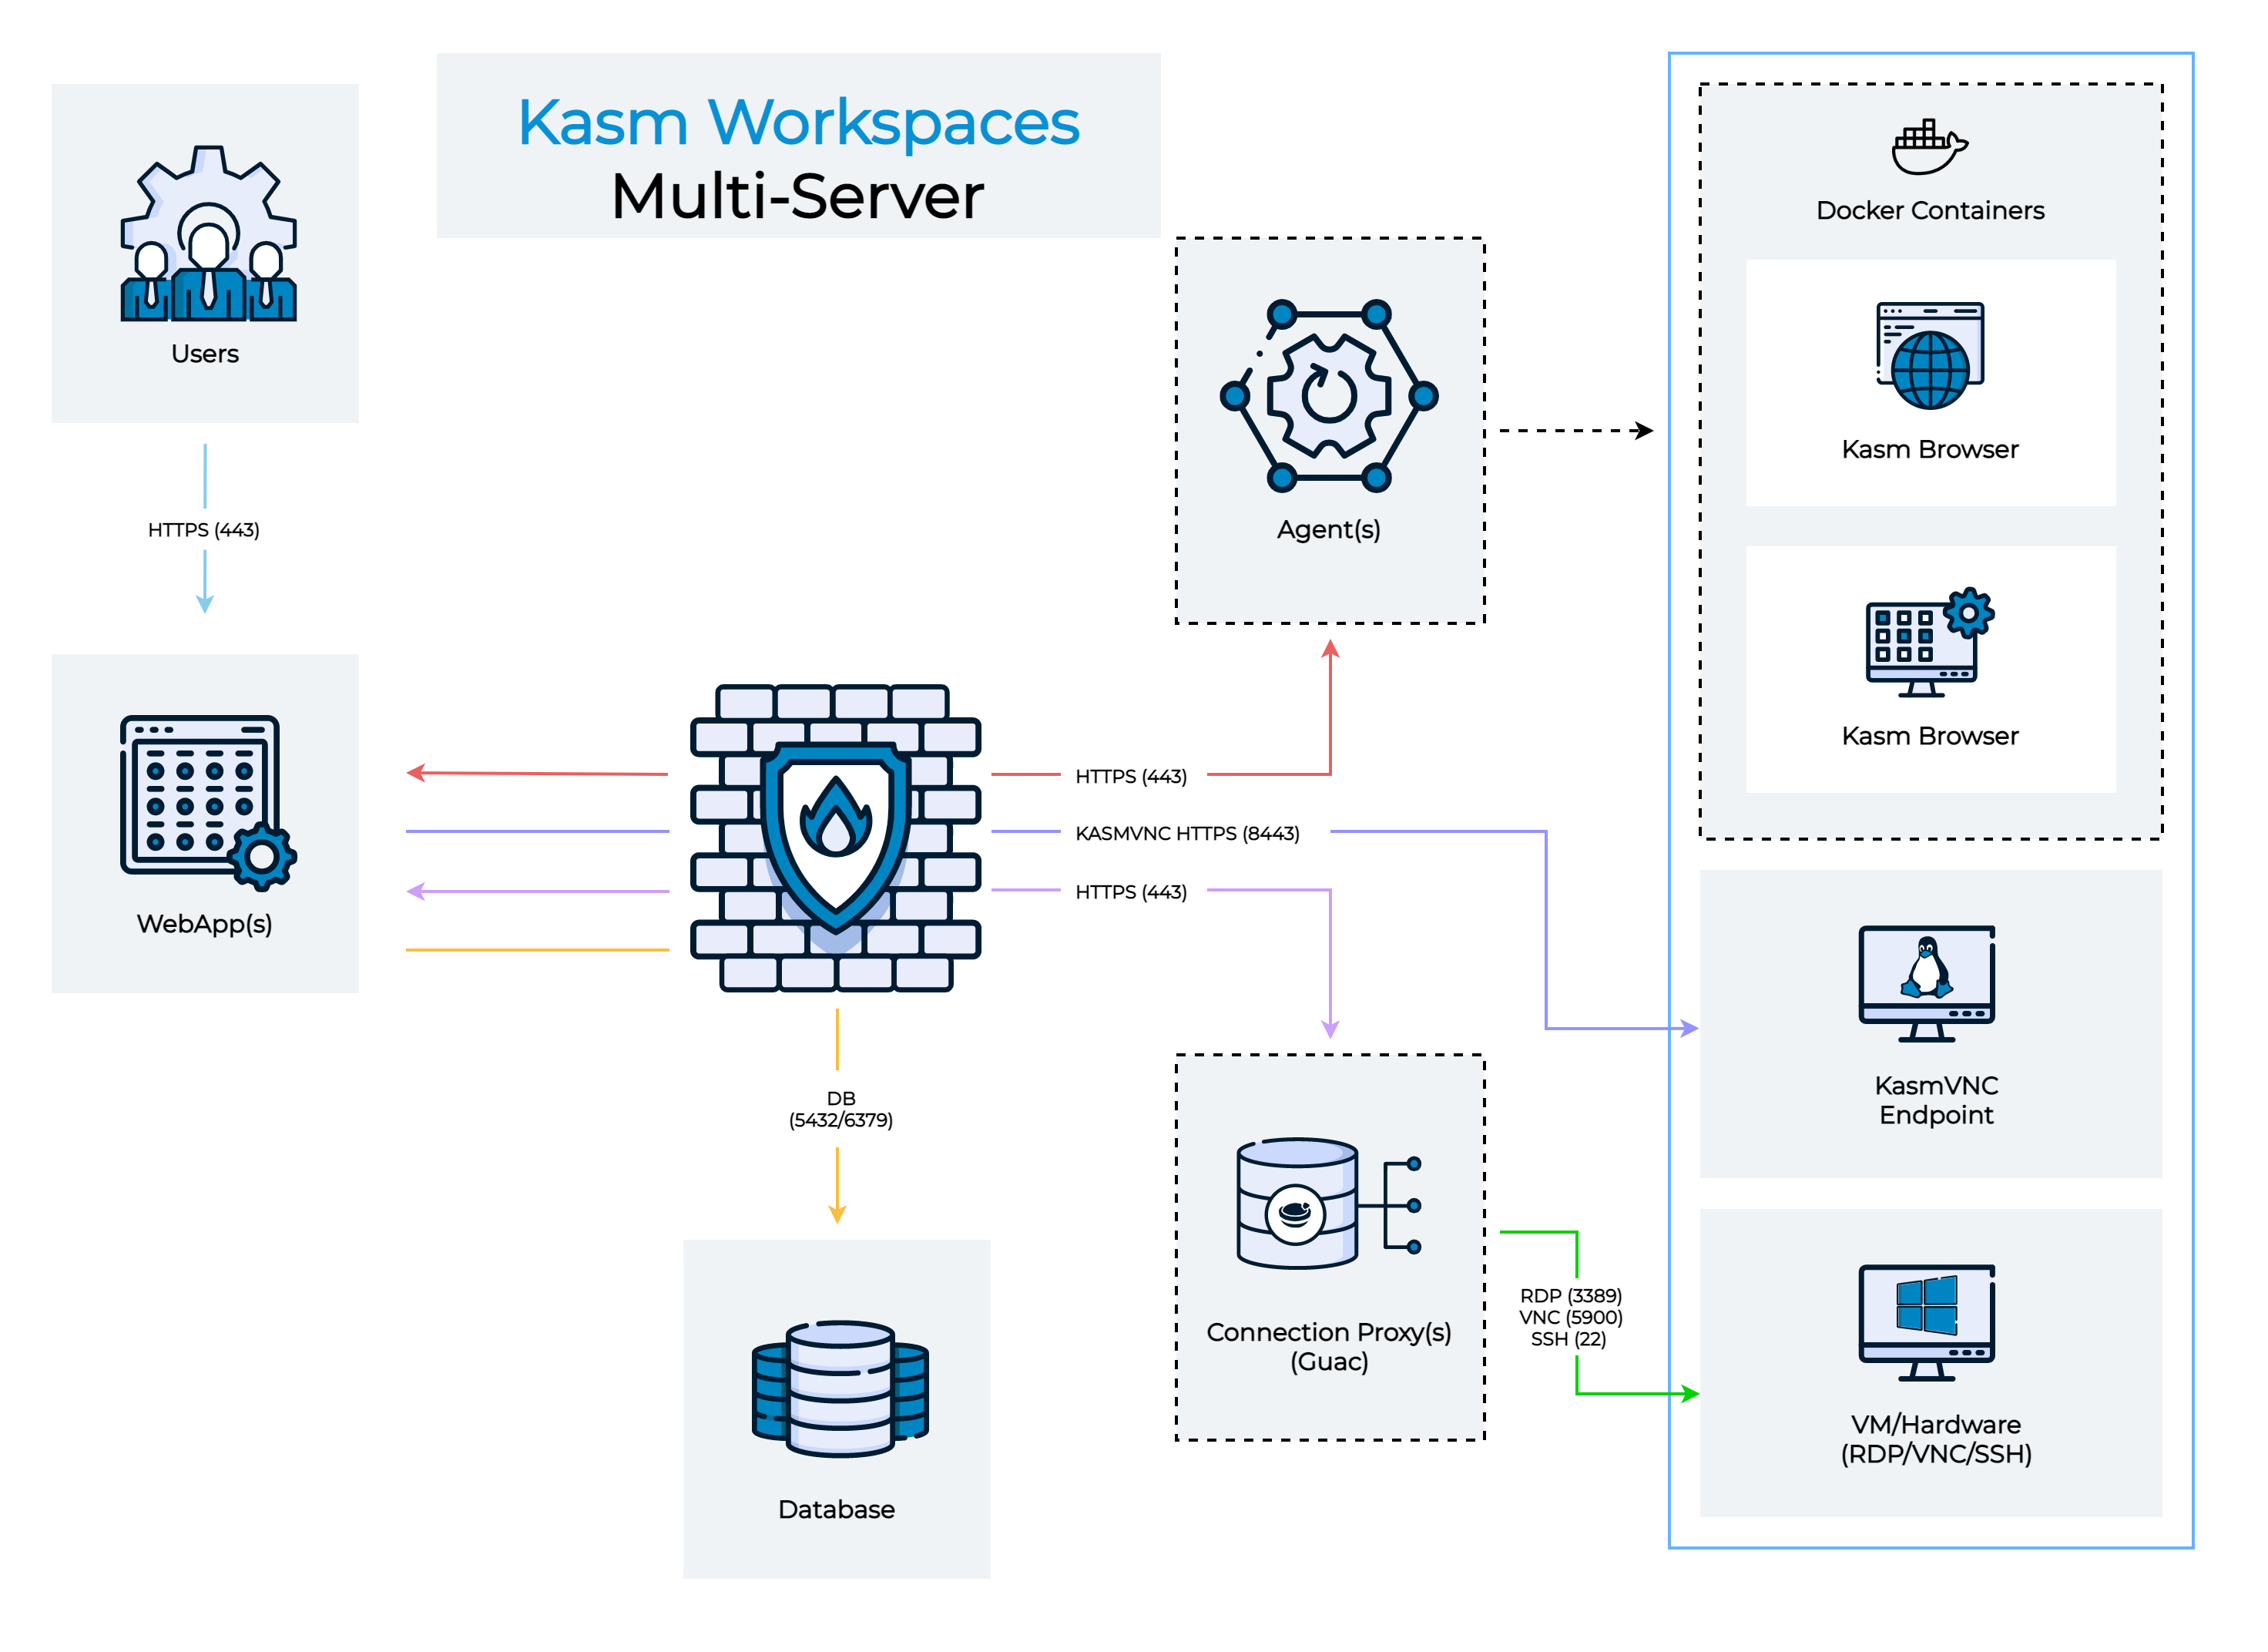 Kasm Workspaces
Multi-Server
Users
HTTPS (443)
WebApp(s)
Agent(s)
Docker Containers
Kasm Browser
Kasm Browser
HTTPS (443)
KASMVNC HTTPS (8443)
HTTPS (443)
DB
(5432/6379)
Database
Connection Proxy(s)
(Guac)
RDP (3389)
VNC (5900)
SSH (22)
KasmVNC
Endpoint
VM/Hardware
(RDP/VNC/SSH)